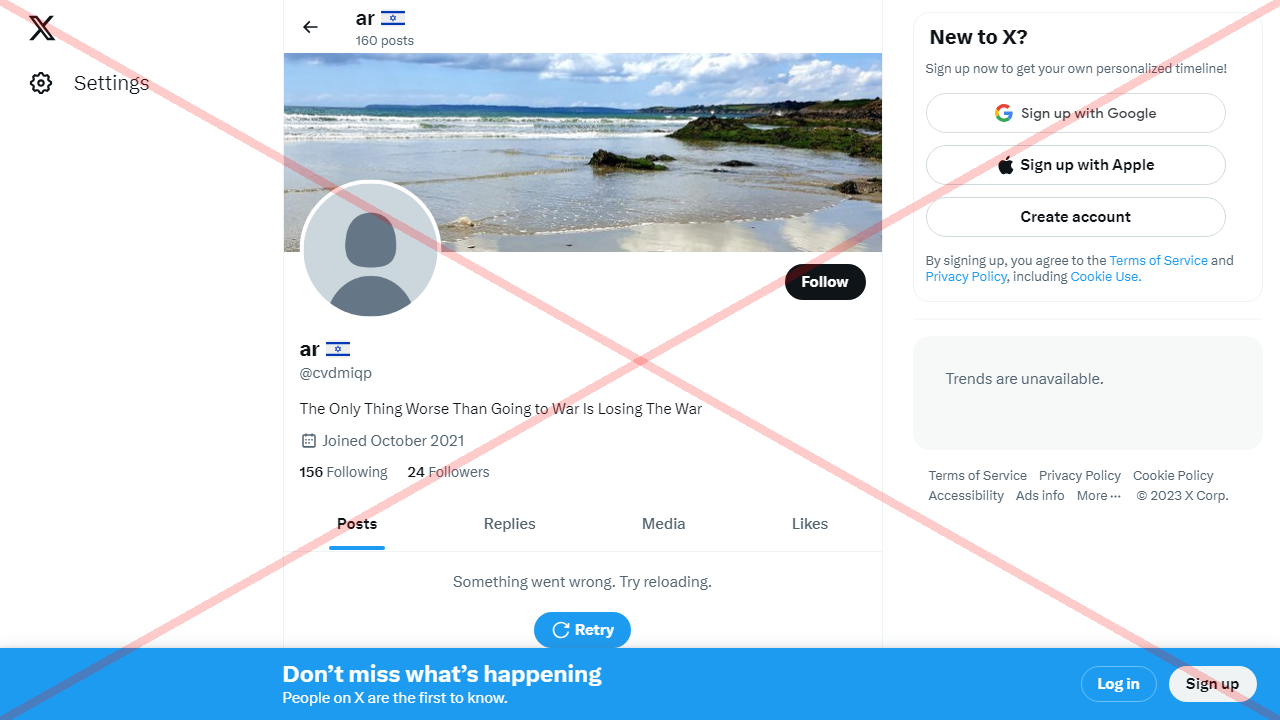 Settings
ar 🇮🇱
160 posts
Follow
ar 🇮🇱
@cvdmiqp
The Only Thing Worse Than Going to War Is Losing The War
Joined October 2021
156 Following 24 Followers
Posts Replies Media Likes
Something went wrong. Try reloading.
Retry
New to X?
Sign up now to get your own personalized timeline!
Sign up with Google
Sign up with Apple
Create account
By signing up, you agree to the Terms of Service and
Privacy Policy, including Cookie Use.
Trends are unavailable.
Terms of Service Privacy Policy Cookie Policy
Accessibility Ads info More ··· © 2023 X Corp.
Don’t miss what’s happening
People on X are the first to know.
Log in Sign up